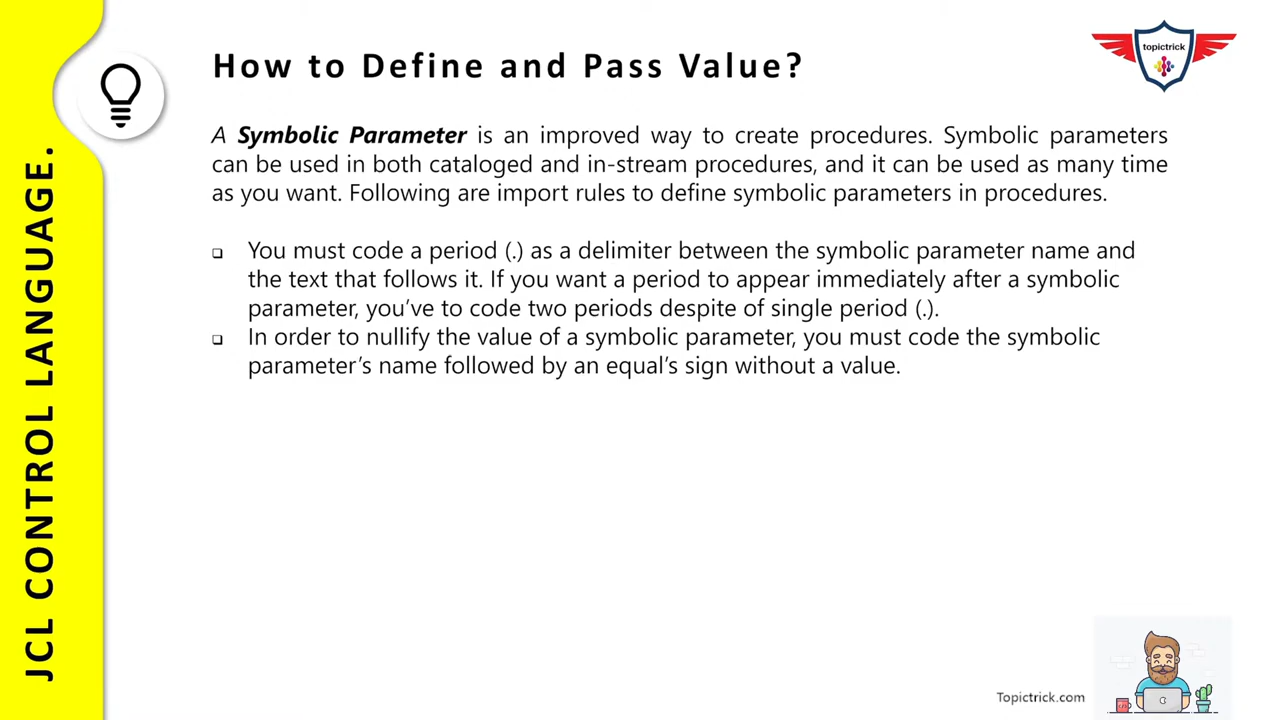 How to Define and Pass Value?
topictrick
A Symbolic Parameter is an improved way to create procedures. Symbolic parameters
can be used in both cataloged and in-stream procedures, and it can be used as many time
as you want. Following are import rules to define symbolic parameters in procedures.
❑ You must code a period (.) as a delimiter between the symbolic parameter name and
the text that follows it. If you want a period to appear immediately after a symbolic
parameter, you’ve to code two periods despite of single period (.).
❑ In order to nullify the value of a symbolic parameter, you must code the symbolic
parameter’s name followed by an equal’s sign without a value.
JCL CONTROL LANGUAGE.
Topictrick.com